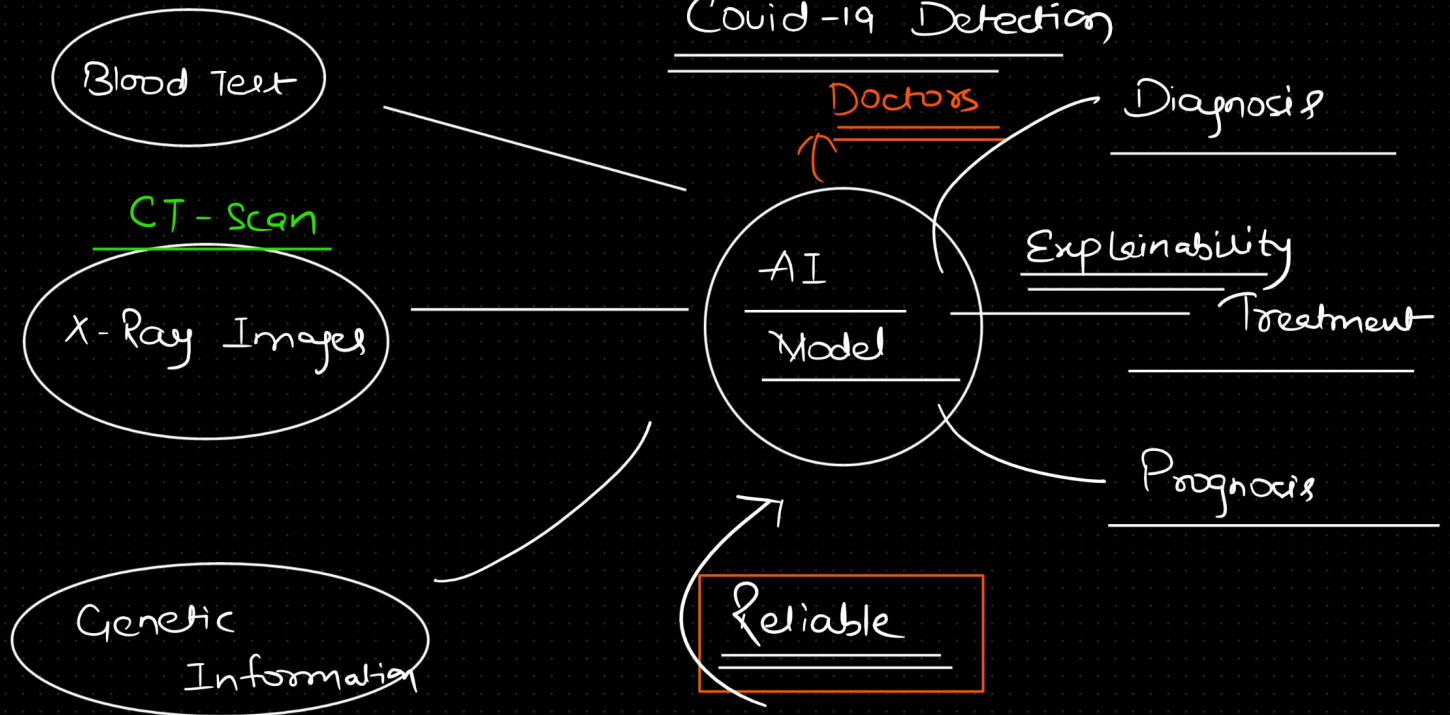 Covid-19 Detection
Blood Test
Doctors
Diagnosis
CT-Scan
X-Ray Images
AI
Model
Explainability
Treatment
Prognosis
Genetic
Information
Reliable